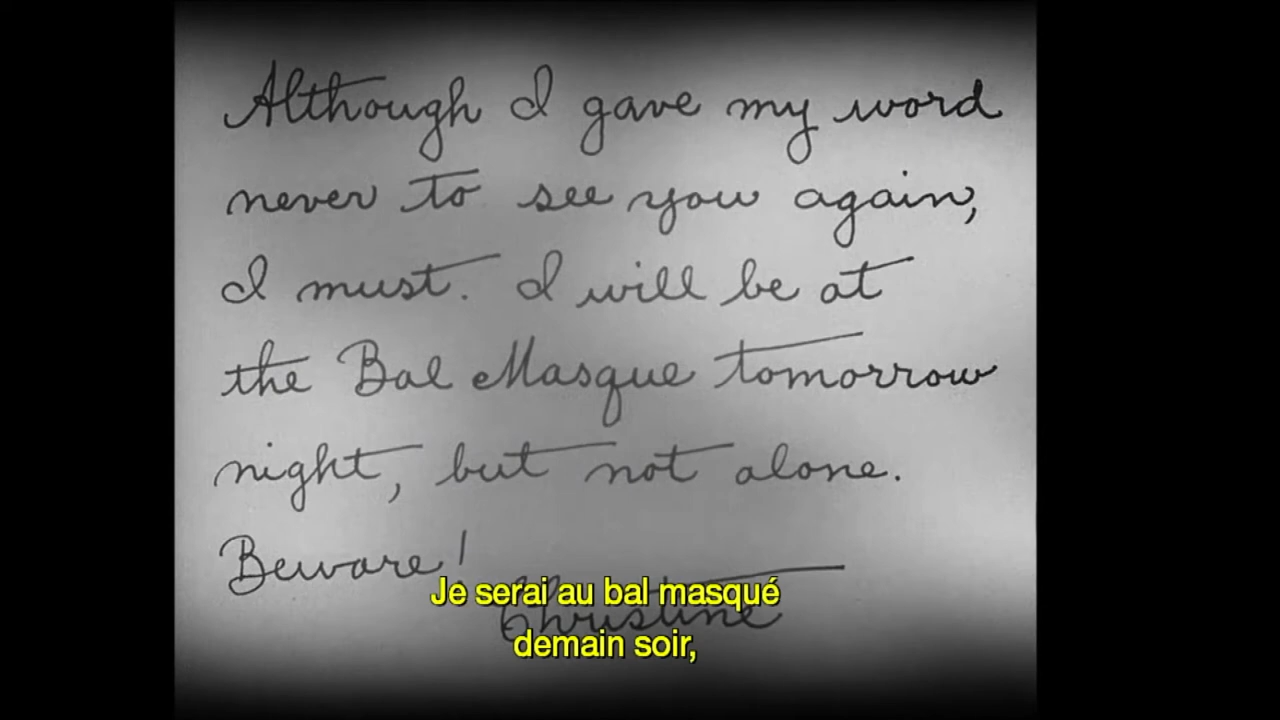 Although I gave my word
never to see you again,
I must. I will be at
the Bal Masque tomorrow
night, but not alone.
Beware!
Christine
Je serai au bal masqué
demain soir,